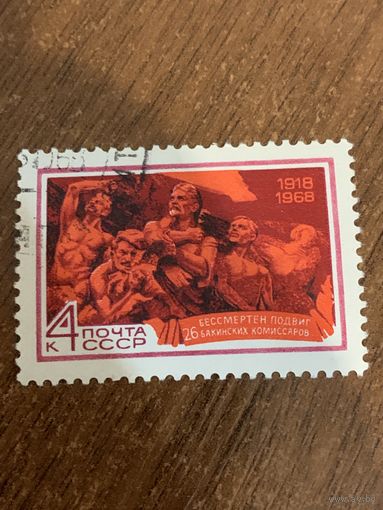 1918
1968
БЕССМЕРТЕН ПОДВИГ
26 БАКИНСКИХ КОМИССАРОВ
4 ПОЧТА
К СССР